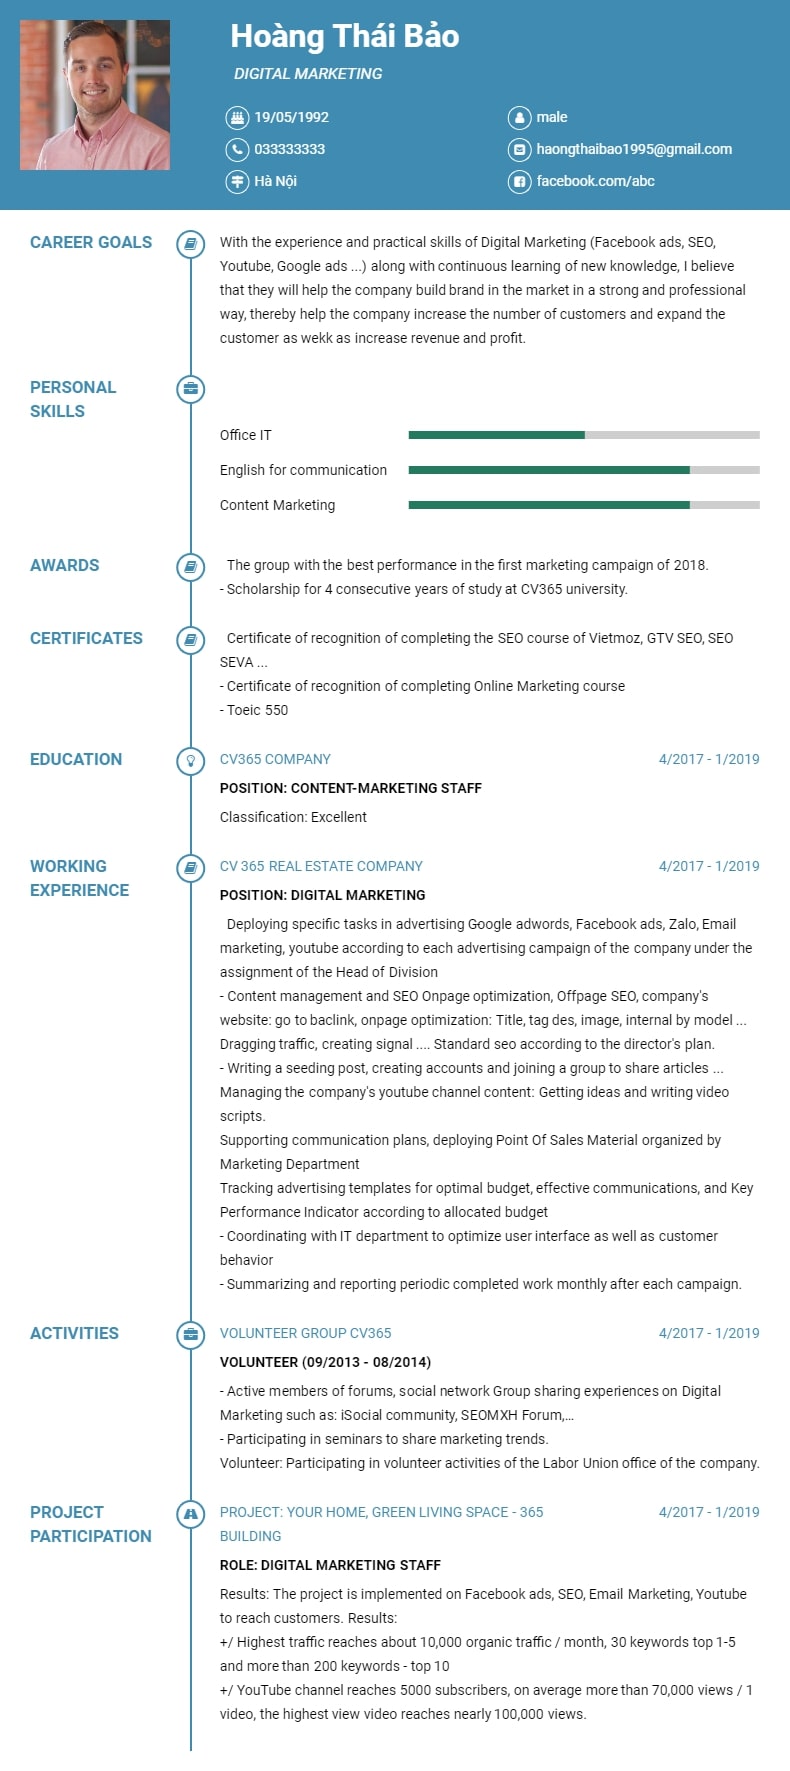 Hoàng Thái Bảo
DIGITAL MARKETING
19/05/1992
male
033333333
haongthaibao1995@gmail.com
Hà Nội
facebook.com/abc
CAREER GOALS
With the experience and practical skills of Digital Marketing (Facebook ads, SEO,
Youtube, Google ads ...) along with continuous learning of new knowledge, I believe
that they will help the company build brand in the market in a strong and professional
way, thereby help the company increase the number of customers and expand the
customer as wekk as increase revenue and profit.
PERSONAL
SKILLS
Office IT
English for communication
Content Marketing
AWARDS
The group with the best performance in the first marketing campaign of 2018.
- Scholarship for 4 consecutive years of study at CV365 university.
CERTIFICATES
Certificate of recognition of completing the SEO course of Vietmoz, GTV SEO, SEO
SEVA ...
- Certificate of recognition of completing Online Marketing course
- Toeic 550
EDUCATION
CV365 COMPANY
4/2017 - 1/2019
POSITION: CONTENT-MARKETING STAFF
Classification: Excellent
WORKING
EXPERIENCE
CV 365 REAL ESTATE COMPANY
4/2017 - 1/2019
POSITION: DIGITAL MARKETING
Deploying specific tasks in advertising Google adwords, Facebook ads, Zalo, Email
marketing, youtube according to each advertising campaign of the company under the
assignment of the Head of Division
- Content management and SEO Onpage optimization, Offpage SEO, company's
website: go to baclink, onpage optimization: Title, tag des, image, internal by model ...
Dragging traffic, creating signal .... Standard seo according to the director's plan.
- Writing a seeding post, creating accounts and joining a group to share articles ...
Managing the company's youtube channel content: Getting ideas and writing video
scripts.
Supporting communication plans, deploying Point Of Sales Material organized by
Marketing Department
Tracking advertising templates for optimal budget, effective communications, and Key
Performance Indicator according to allocated budget
- Coordinating with IT department to optimize user interface as well as customer
behavior
- Summarizing and reporting periodic completed work monthly after each campaign.
ACTIVITIES
VOLUNTEER GROUP CV365
4/2017 - 1/2019
VOLUNTEER (09/2013 - 08/2014)
- Active members of forums, social network Group sharing experiences on Digital
Marketing such as: iSocial community, SEOMXH Forum,...
- Participating in seminars to share marketing trends.
Volunteer: Participating in volunteer activities of the Labor Union office of the company.
PROJECT
PARTICIPATION
PROJECT: YOUR HOME, GREEN LIVING SPACE - 365
BUILDING
4/2017 - 1/2019
ROLE: DIGITAL MARKETING STAFF
Results: The project is implemented on Facebook ads, SEO, Email Marketing, Youtube
to reach customers. Results:
+/ Highest traffic reaches about 10,000 organic traffic / month, 30 keywords top 1-5
and more than 200 keywords - top 10
+/ YouTube channel reaches 5000 subscribers, on average more than 70,000 views / 1
video, the highest view video reaches nearly 100,000 views.